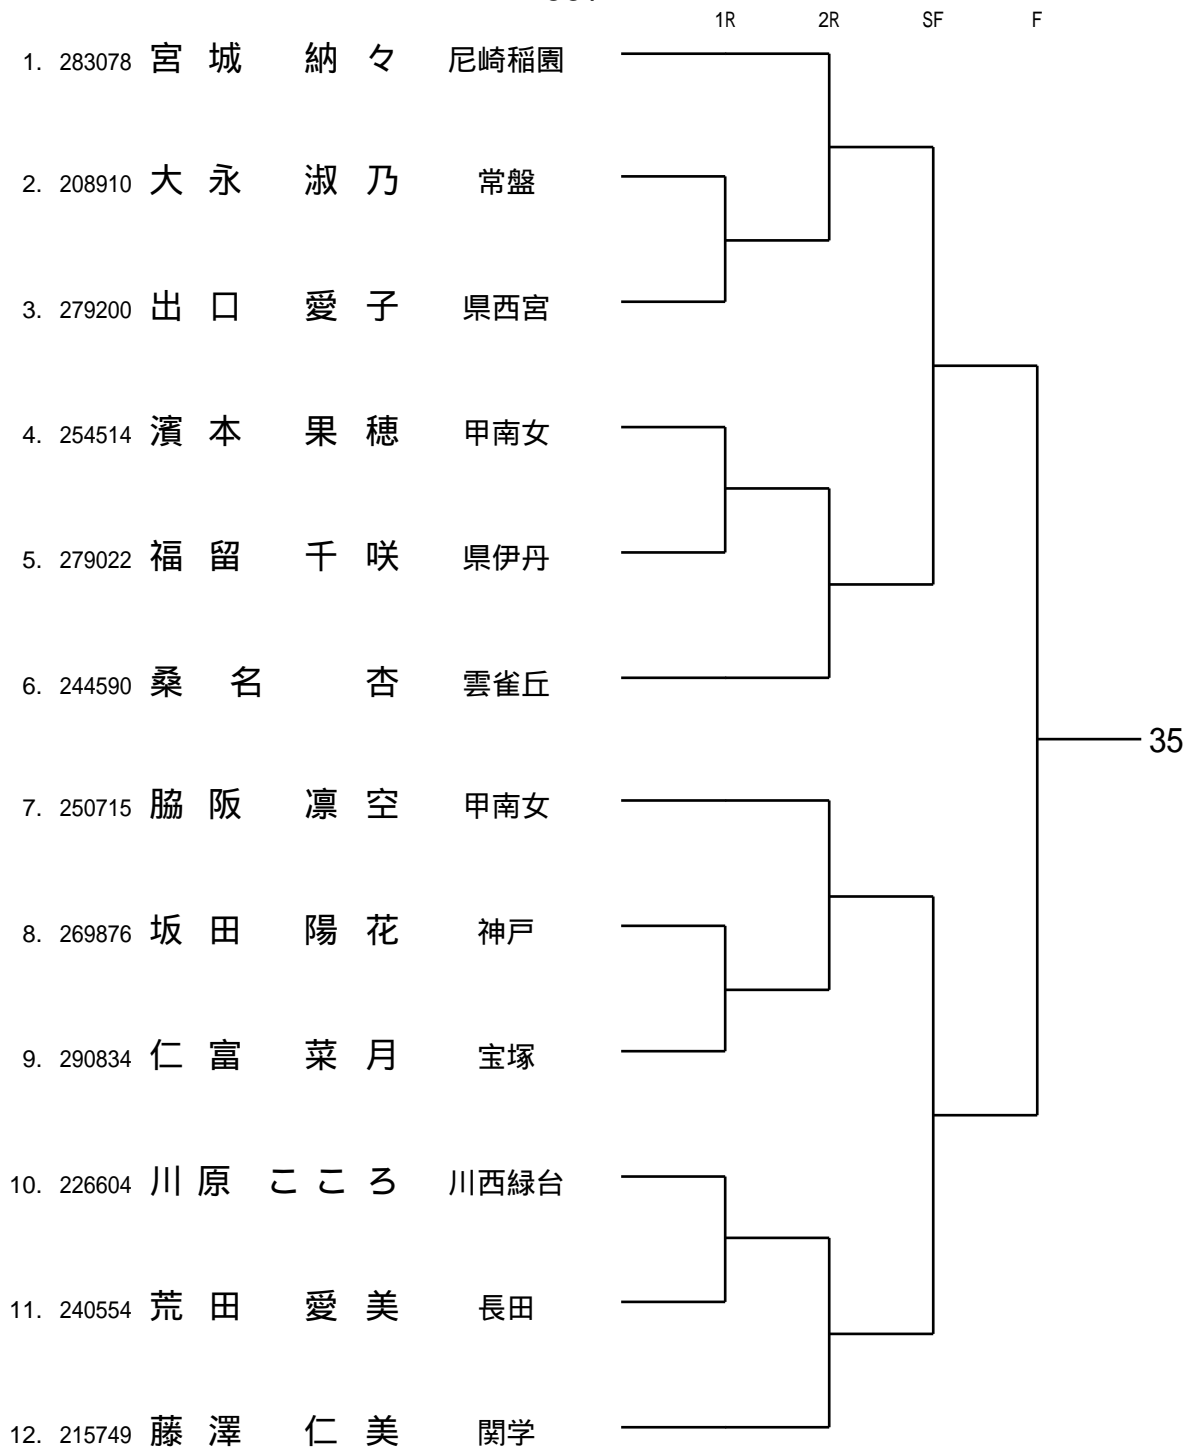 1R 2R SF F
1. 283078 宮城 納々 尼崎稲園
2. 208910 大永 淑乃 常盤
3. 279200 出口 愛子 県西宮
4. 254514 濱本 果穂 甲南女
5. 279022 福留 千咲 県伊丹
6. 244590 桑名 杏 雲雀丘
35
7. 250715 脇阪 凛空 甲南女
8. 269876 坂田 陽花 神戸
9. 290834 仁富 菜月 宝塚
10. 226604 川原 こころ 川西緑台
11. 240554 荒田 愛美 長田
12. 215749 藤澤 仁美 関学